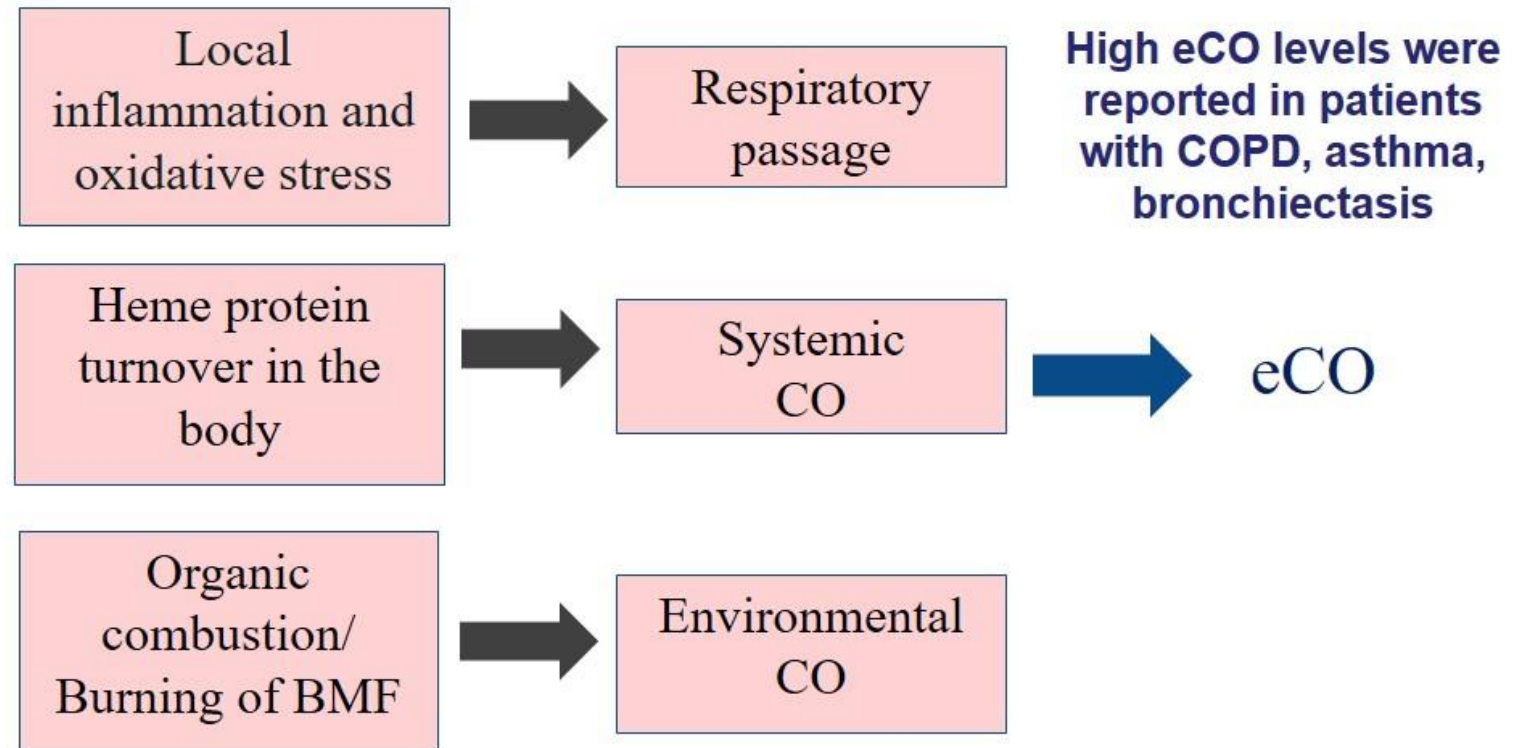 Local
inflammation and
oxidative stress
Respiratory
passage
High eCO levels were
reported in patients
with COPD, asthma,
bronchiectasis
Heme protein
turnover in the
body
Systemic
CO
eCO
Organic
combustion/
Burning of BMF
Environmental
CO